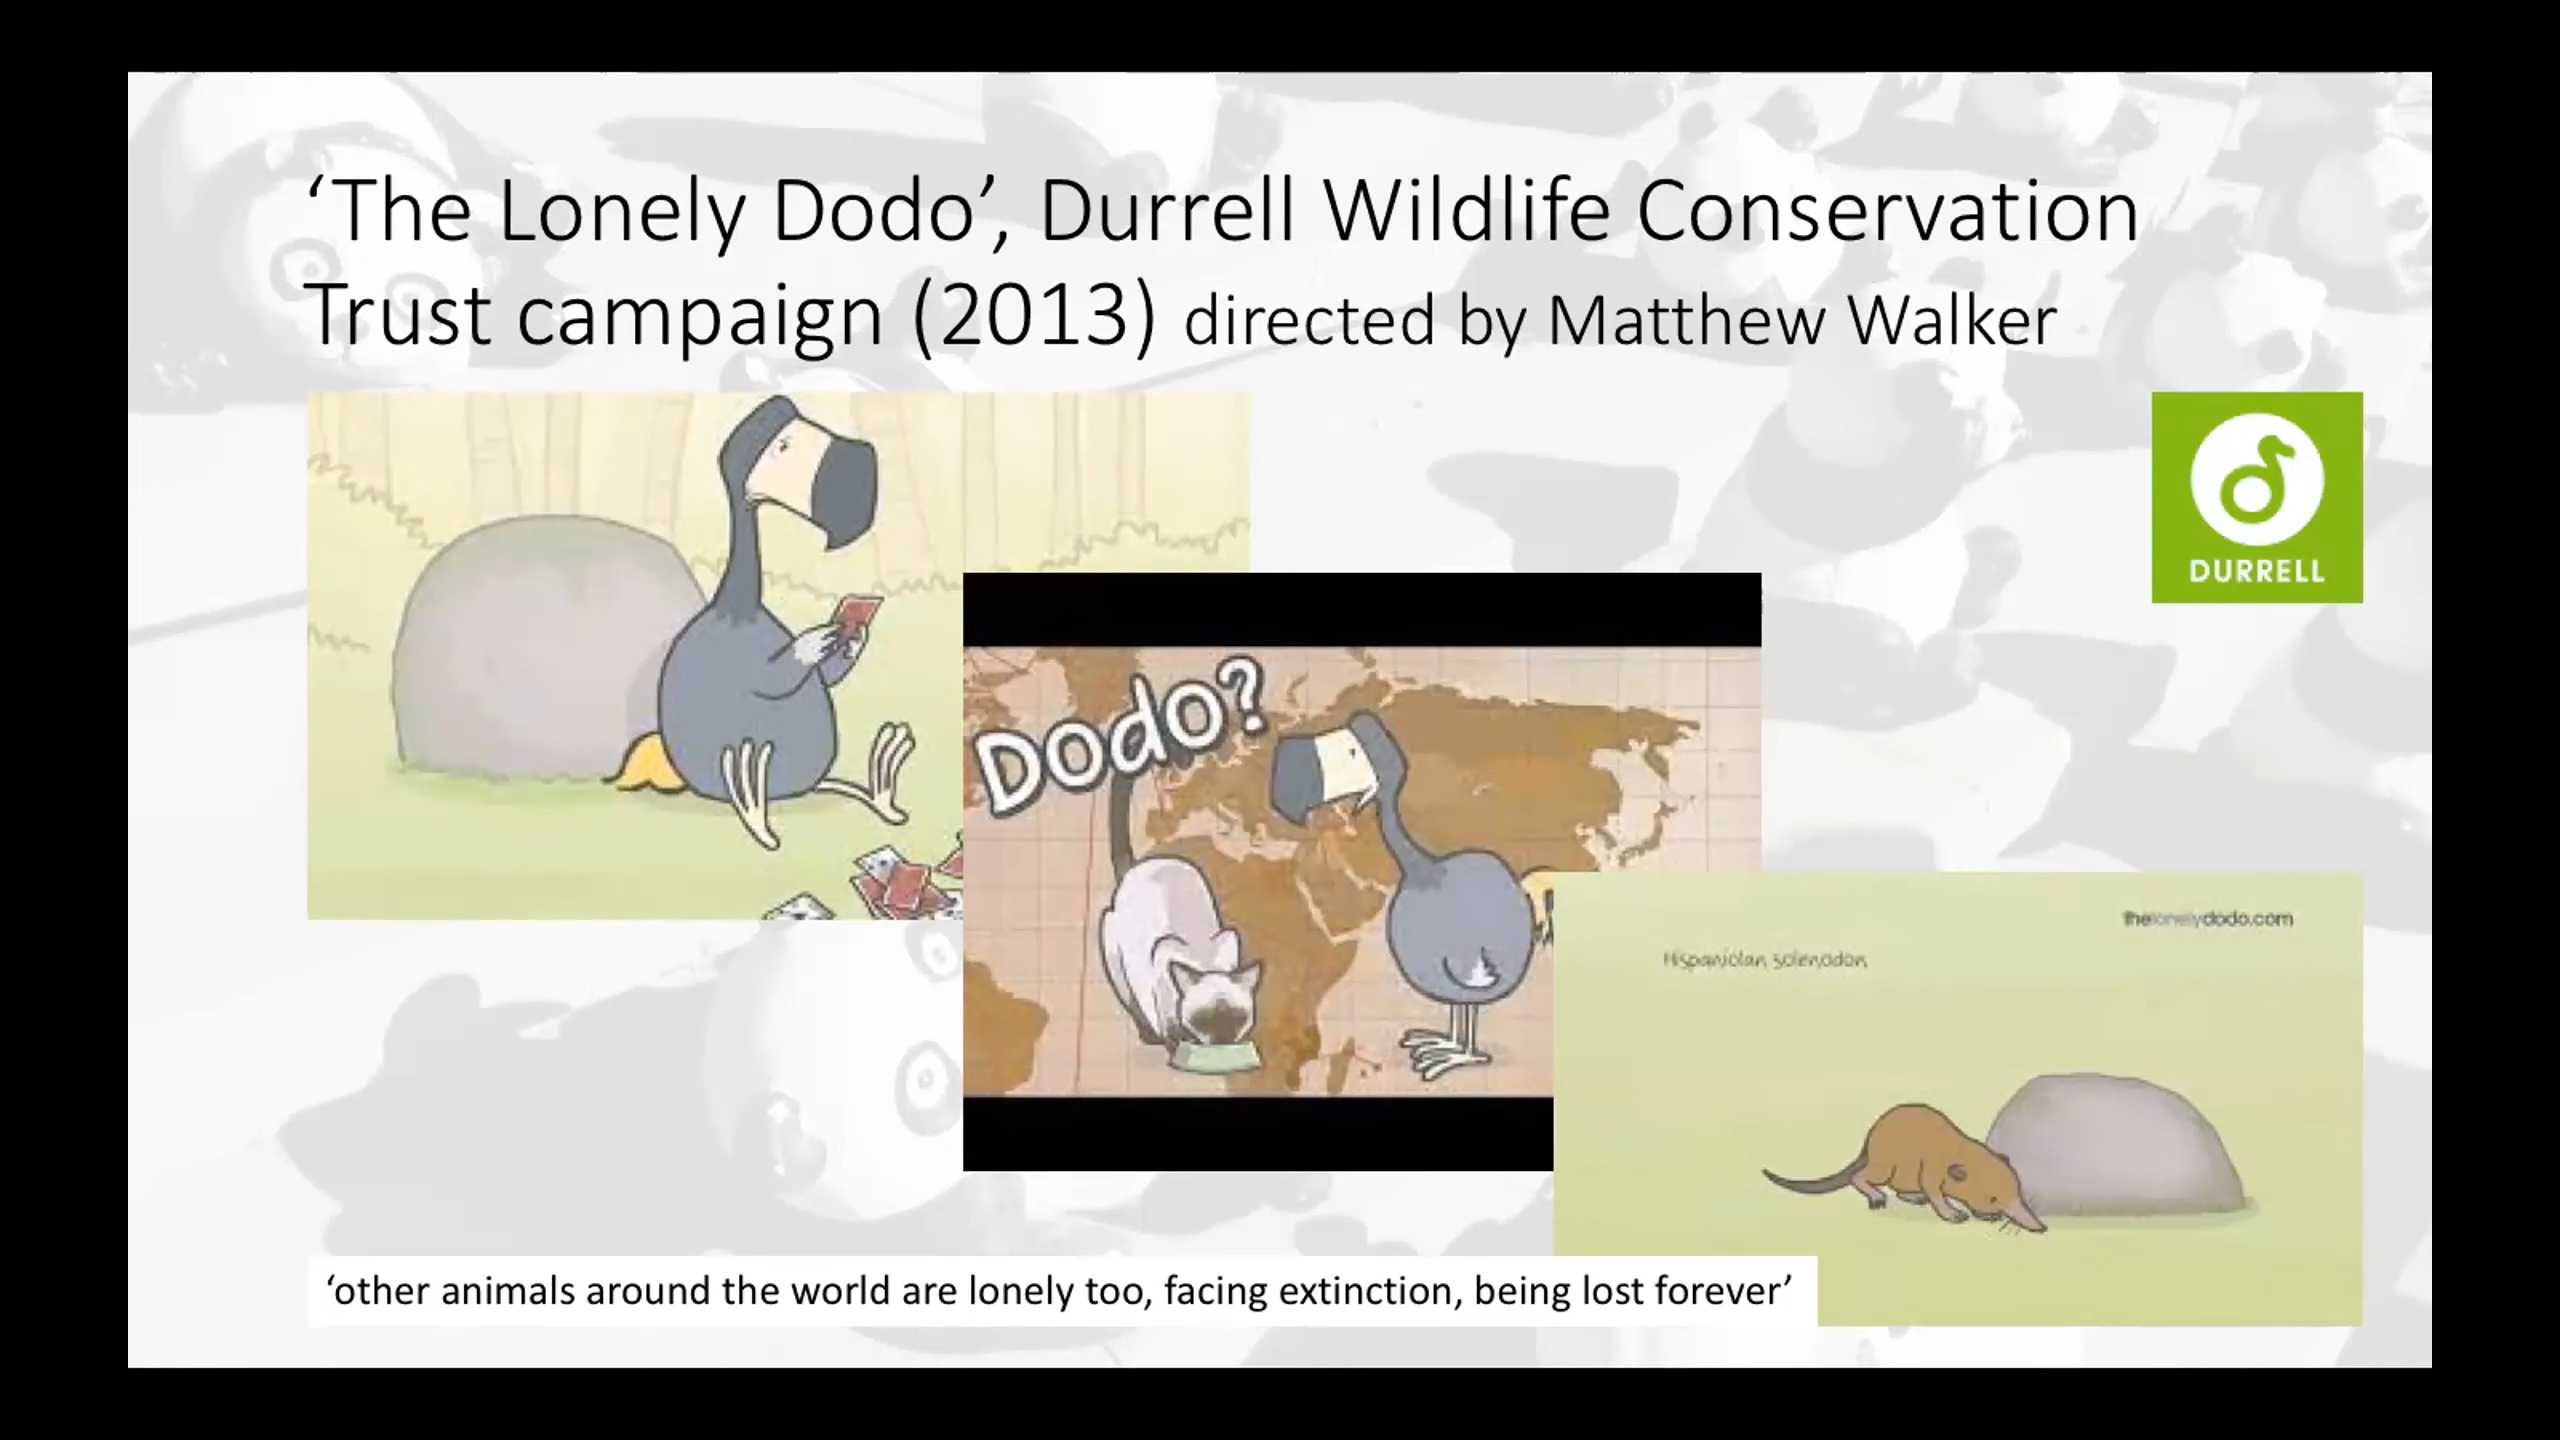 ‘The Lonely Dodo’, Durrell Wildlife Conservation
Trust campaign (2013) directed by Matthew Walker
DURRELL
Dodo?
thelonelydodo.com
Hispaniolan solenodon
‘other animals around the world are lonely too, facing extinction, being lost forever’